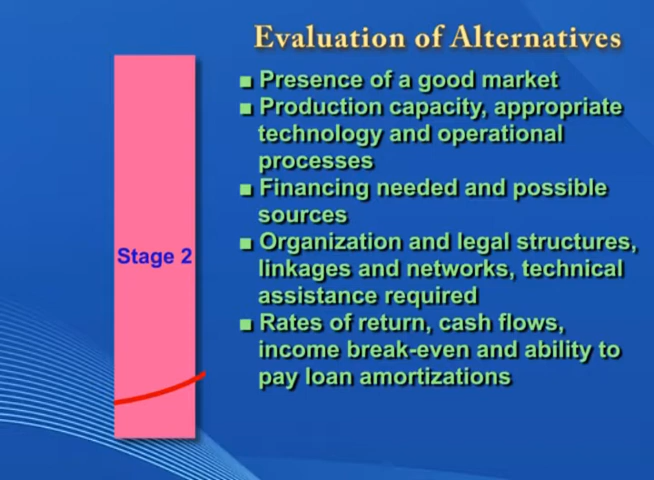 Evaluation of Alternatives
■ Presence of a good market
■ Production capacity, appropriate
technology and operational
processes
■ Financing needed and possible
sources
■ Organization and legal structures,
linkages and networks, technical
assistance required
■ Rates of return, cash flows,
income break-even and ability to
pay loan amortizations
Stage 2